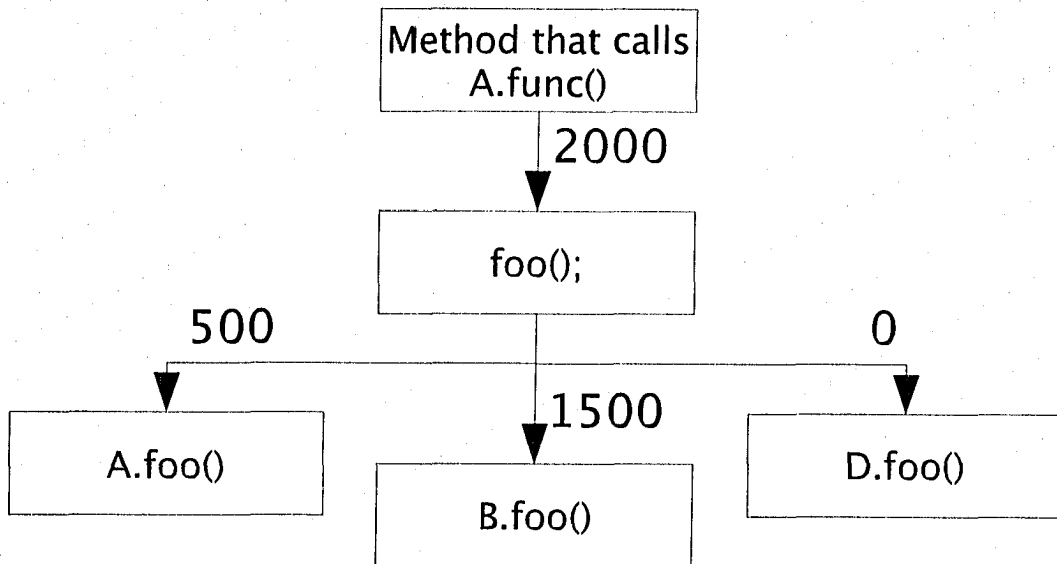 Method that calls
A.func()
2000
foo();
500
0
1500
A.foo()
B.foo()
D.foo()